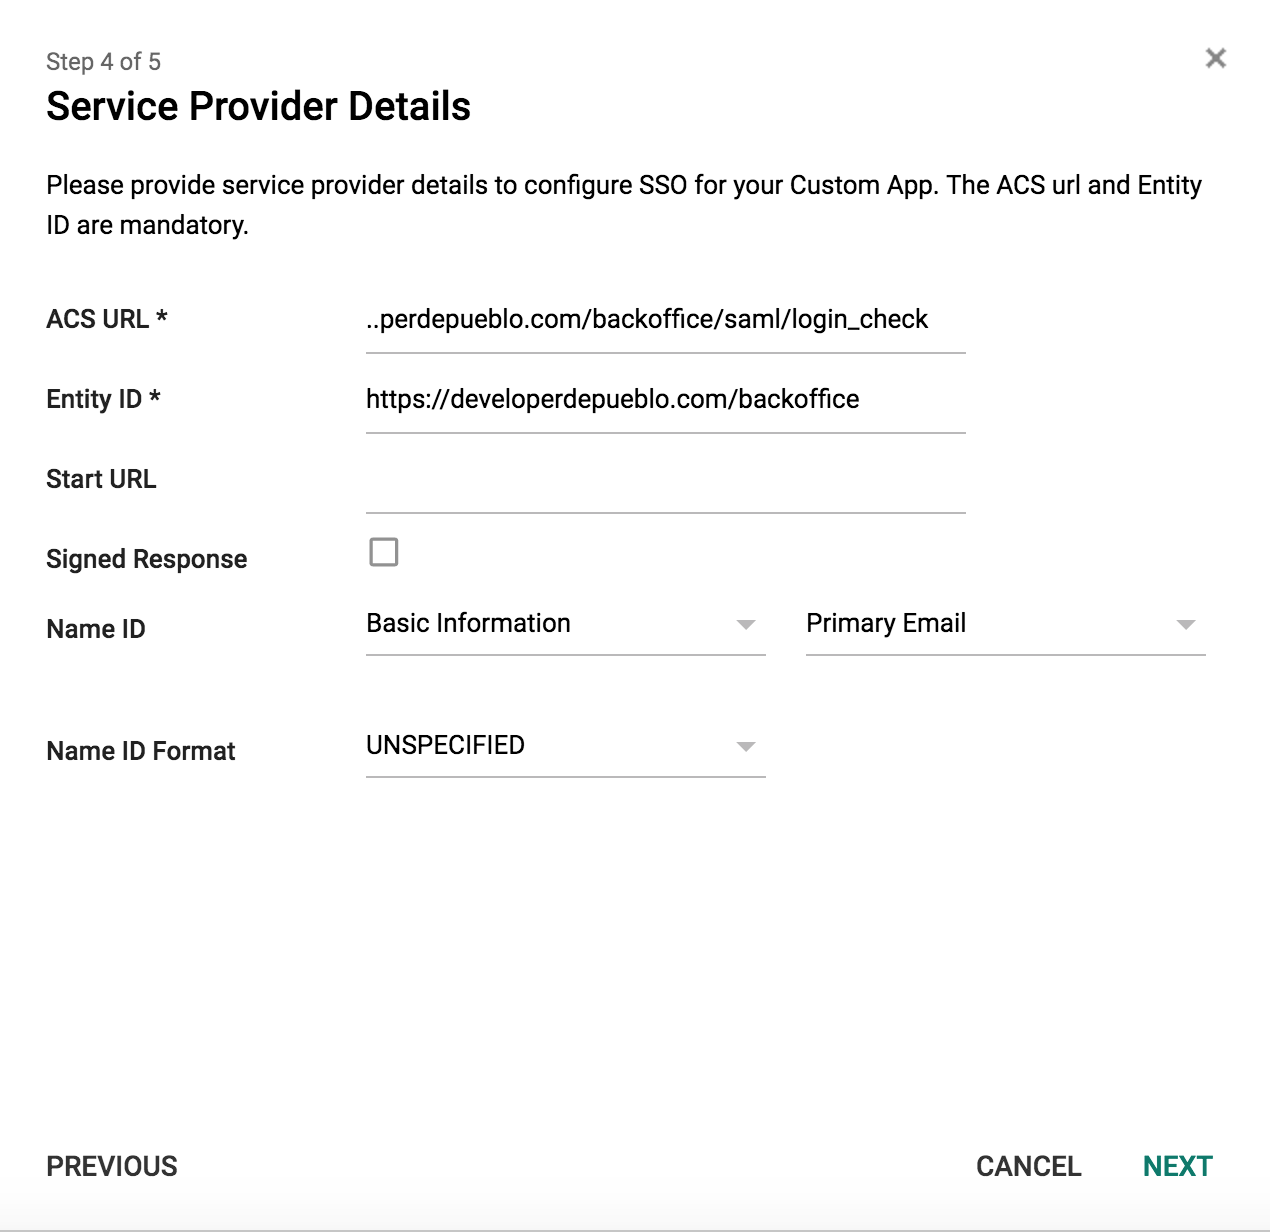 Step 4 of 5
Service Provider Details
Please provide service provider details to configure SSO for your Custom App. The ACS url and Entity
ID are mandatory.
ACS URL * ..perdepueblo.com/backoffice/saml/login_check
Entity ID * https://developerdepueblo.com/backoffice
Start URL
Signed Response
Name ID Basic Information Primary Email
Name ID Format UNSPECIFIED
PREVIOUS CANCEL NEXT